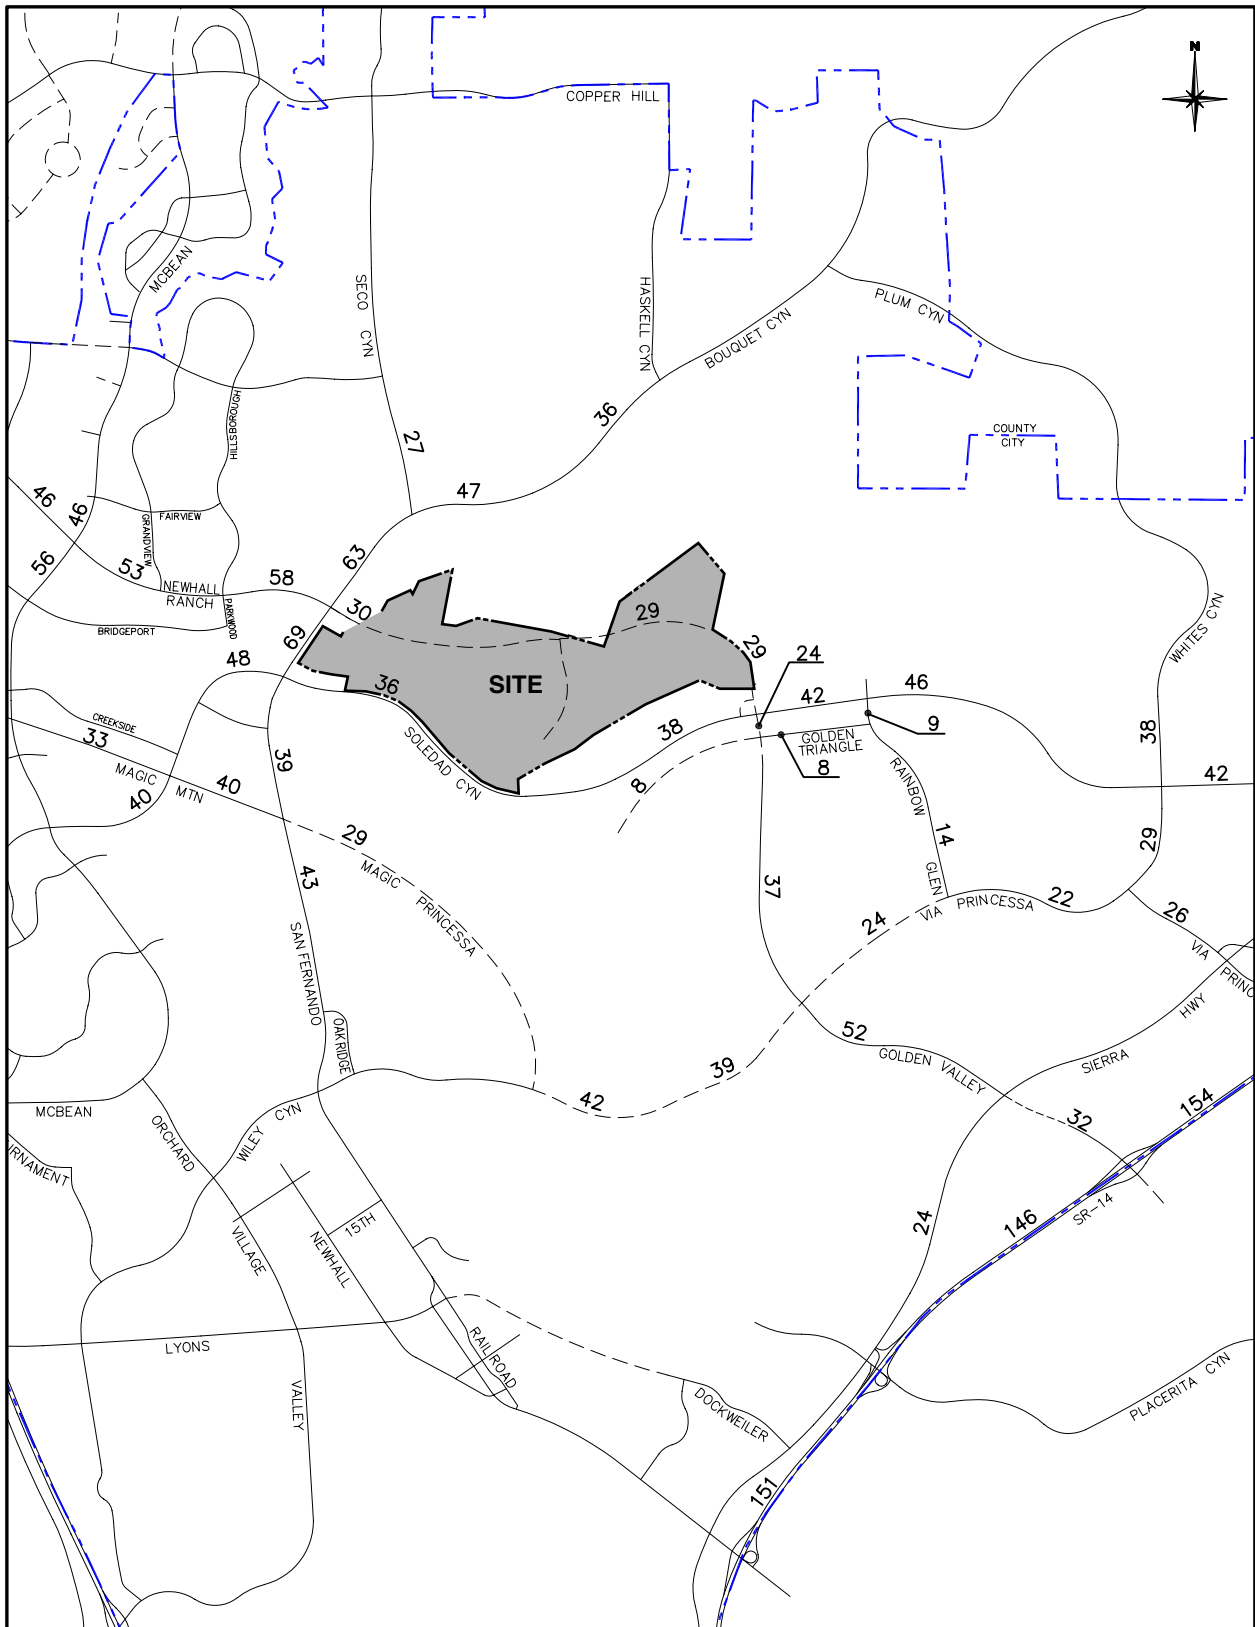 N
COPPER HILL
MCBEAN
SECO CYN
HASKELL CYN
PLUM CYN
BOUQUET CYN
HILLSBOROUGH
36
27
COUNTY
CITY
46
46
47
FAIRVIEW
GRANDVIEW
56
53
63
NEWHALL
RANCH
58
PARKWOOD
30
29
BRIDGEPORT
69
29
WHITES CYN
48
24
SITE
36
42
46
CREEKSIDE
33
38
9
38
SOLEDAD CYN
GOLDEN
TRIANGLE
39
8
8
MAGIC
MTN
40
40
RAINBOW
42
29
14
29
MAGIC
PRINCESSA
43
37
GLEN
VIA PRINCESSA
22
24
26
VIA
PRINC
SAN FERNANDO
OAKRIDGE
HWY
52
GOLDEN VALLEY
SIERRA
39
42
MCBEAN
WILEY CYN
32
154
ORCHARD
URNAMENT
15TH
24
146
SR-14
VILLAGE
NEWHALL
LYONS
RAILROAD
VALLEY
DOCKWEILER
PLACERITA CYN
151